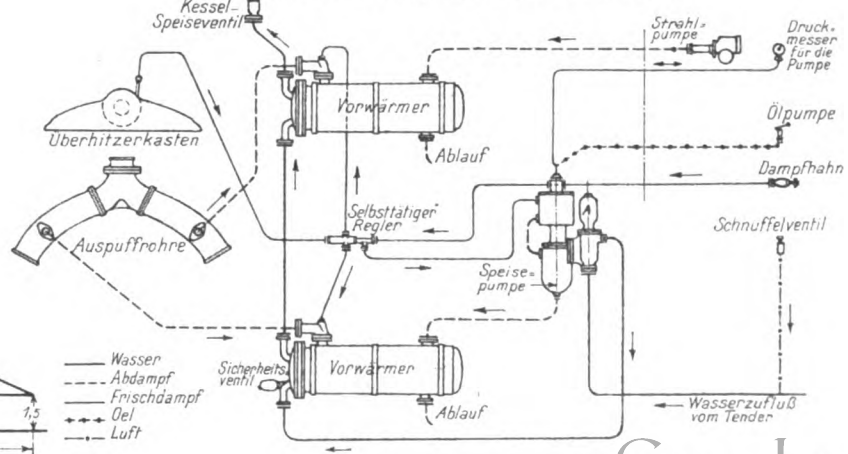 Kessel-
Speiseventil
Strahl=
pumpe
Druck=
messer
für die
Pumpe
Vorwärmer
Ölpumpe
Überhitzerkasten
Ablauf
Dampfhahn
Selbsttätiger
Regler
Schnuffelventil
Auspuffrohre
Speise=
pumpe
Wasser
Abdampf
Frischdampf
Oel
Luft
1,5
Sicherheits
ventil
Vorwärmer
Ablauf
Wasserzufluß
vom Tender